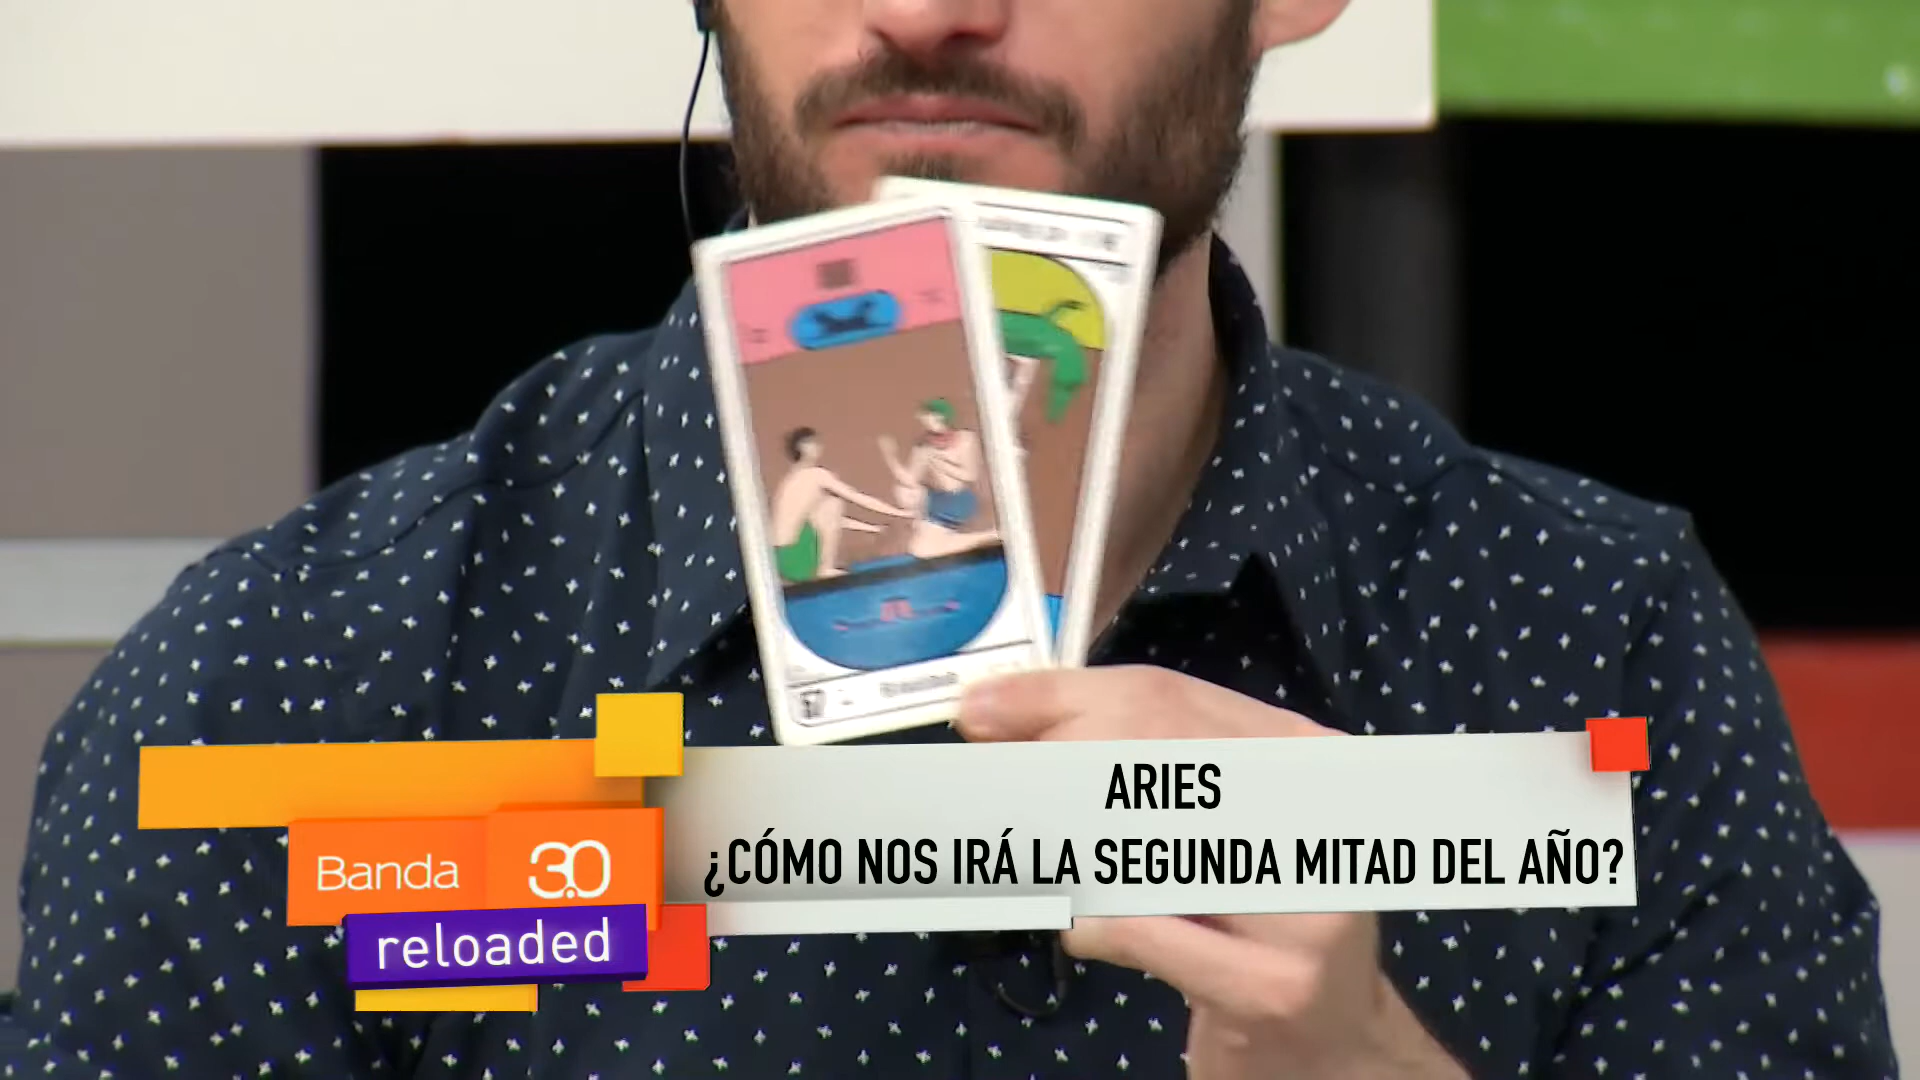 ARIES
¿CÓMO NOS IRÁ LA SEGUNDA MITAD DEL AÑO?
Banda 3.0
reloaded